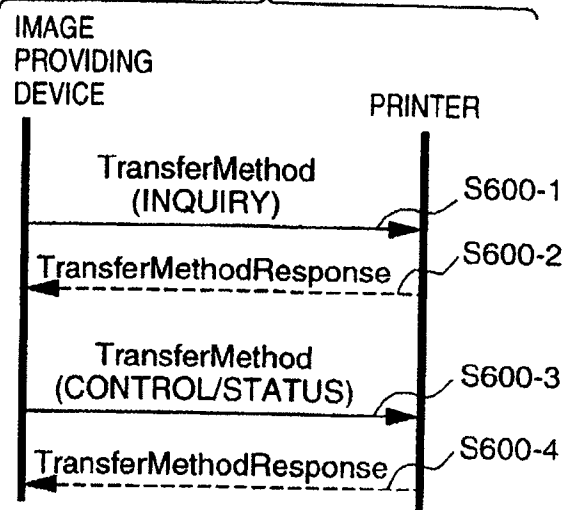 IMAGE
PROVIDING
DEVICE
PRINTER
TransferMethod
(INQUIRY)
S600-1
TransferMethodResponse
S600-2
TransferMethod
(CONTROL/STATUS)
S600-3
TransferMethodResponse
S600-4